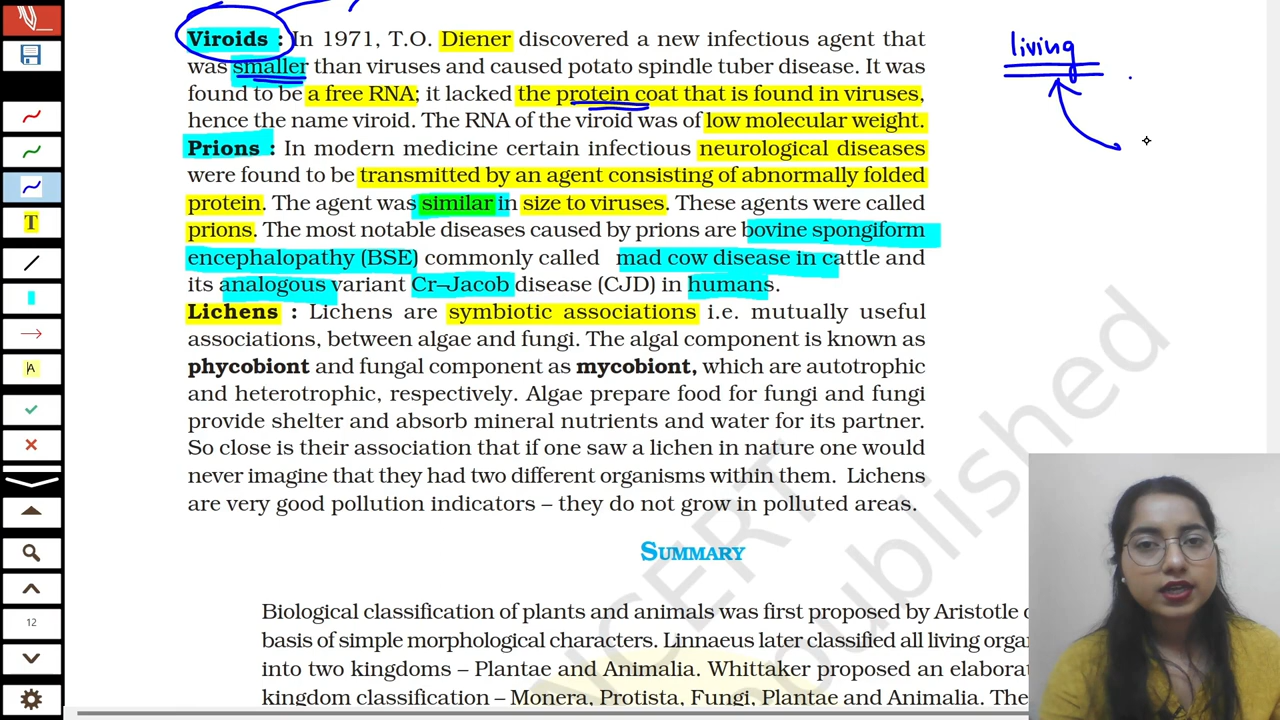 Viroids : In 1971, T.O. Diener discovered a new infectious agent that
was smaller than viruses and caused potato spindle tuber disease. It was
found to be a free RNA; it lacked the protein coat that is found in viruses,
hence the name viroid. The RNA of the viroid was of low molecular weight.
Prions : In modern medicine certain infectious neurological diseases
were found to be transmitted by an agent consisting of abnormally folded
protein. The agent was similar in size to viruses. These agents were called
prions. The most notable diseases caused by prions are bovine spongiform
encephalopathy (BSE) commonly called mad cow disease in cattle and
its analogous variant Cr–Jacob disease (CJD) in humans.
Lichens : Lichens are symbiotic associations i.e. mutually useful
associations, between algae and fungi. The algal component is known as
phycobiont and fungal component as mycobiont, which are autotrophic
and heterotrophic, respectively. Algae prepare food for fungi and fungi
provide shelter and absorb mineral nutrients and water for its partner.
So close is their association that if one saw a lichen in nature one would
never imagine that they had two different organisms within them. Lichens
are very good pollution indicators – they do not grow in polluted areas.
SUMMARY
Biological classification of plants and animals was first proposed by Aristotle
basis of simple morphological characters. Linnaeus later classified all living
into two kingdoms – Plantae and Animalia. Whittaker proposed an
kingdom classification – Monera, Protista, Fungi, Plantae and Animalia. The
living
NCERT
published
T
A
12